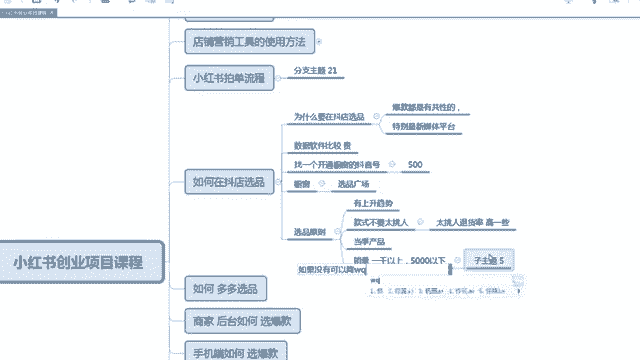 店铺营销工具的使用方法
小红书拍单流程
分支主题 21
为什么要在抖店选品
爆款都是有共性的，
特别是新媒体平台
数据软件比较 贵
找一个开通橱窗的抖音号
500
如何在抖店选品
橱窗
选品广场
有上升趋势
款式不要太挑人
太挑人退货率 高一些
选品原则
当季产品
销量 一千以上，5000以下
子主题 5
如果没有可以降wq
wq
小红书创业项目课程
如何 多多选品
商家 后台如何 选爆款
手机端如何 选爆款